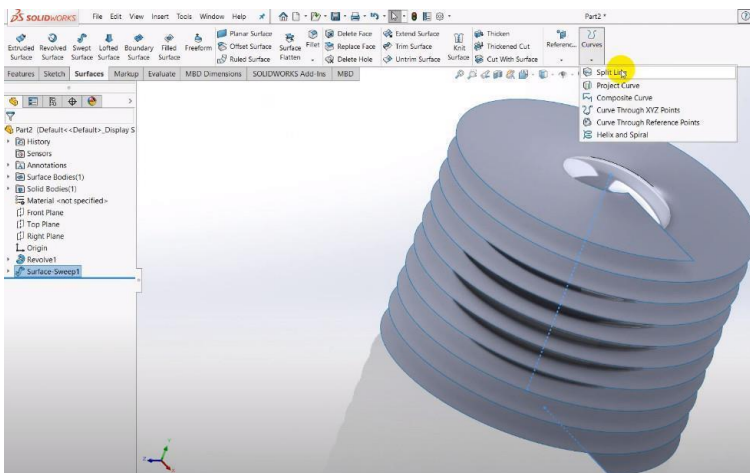 SOLIDWORKS File Edit View Insert Tools Window Help Part2 *
Planar Surface Delete Face Extend Surface Thicken
Extruded Surface Revolved Surface Swept Surface Lofted Surface Boundary Surface Filled Surface Freeform Offset Surface Surface Flatten Fillet Replace Face Trim Surface Knit Surface Thickened Cut Referenc... Curves
Ruled Surface Delete Hole Untrim Surface Cut With Surface
Features Sketch Surfaces Markup Evaluate MBD Dimensions SOLIDWORKS Add-Ins MBD
Split Line
Project Curve
Composite Curve
Curve Through XYZ Points
Curve Through Reference Points
Helix and Spiral
Part2 (Default<<Default>_Display S
History
Sensors
Annotations
Surface Bodies(1)
Solid Bodies(1)
Material <not specified>
Front Plane
Top Plane
Right Plane
Origin
Revolve1
Surface-Sweep1